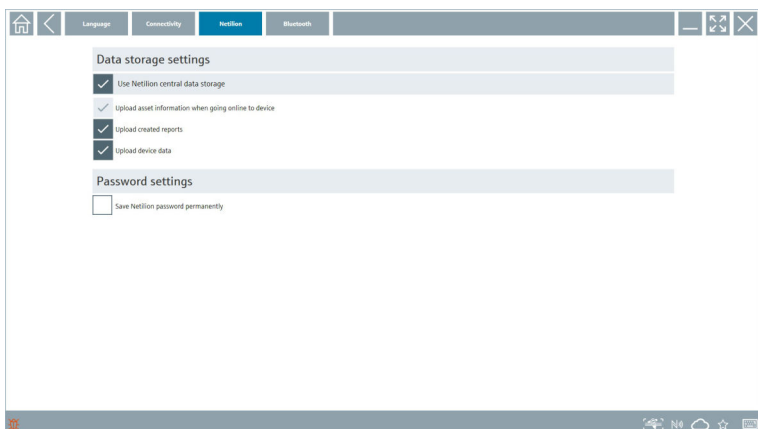 Language Connectivity Netilion Bluetooth
Data storage settings
Use Netilion central data storage
Upload asset information when going online to device
Upload created reports
Upload device data
Password settings
Save Netilion password permanently